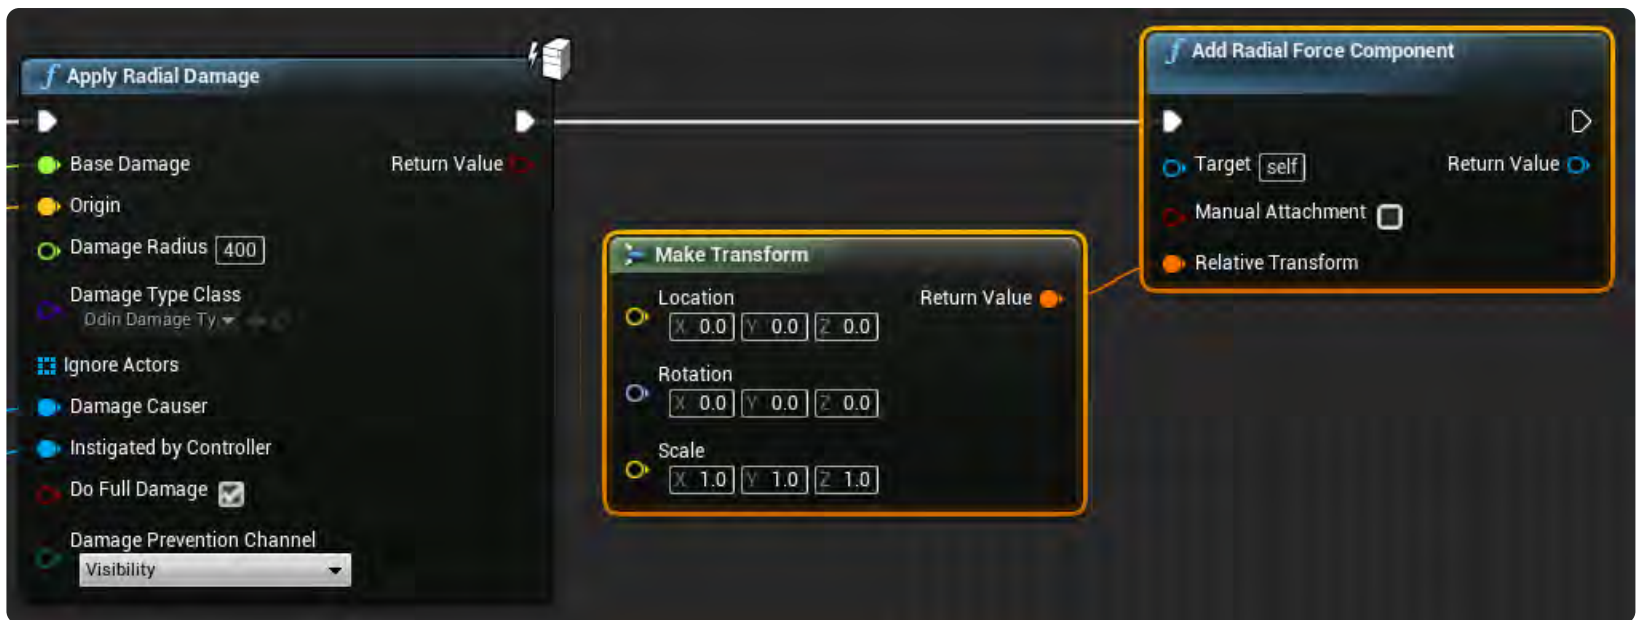 Apply Radial Damage
Base Damage
Return Value
Origin
Damage Radius 400
Damage Type Class
Odin Damage Ty
Ignore Actors
Damage Causer
Instigated by Controller
Do Full Damage
Damage Prevention Channel
Visibility
Make Transform
Location
Return Value
X 0.0 Y 0.0 Z 0.0
Rotation
X 0.0 Y 0.0 Z 0.0
Scale
X 1.0 Y 1.0 Z 1.0
f Add Radial Force Component
Target self
Return Value
Manual Attachment
Relative Transform